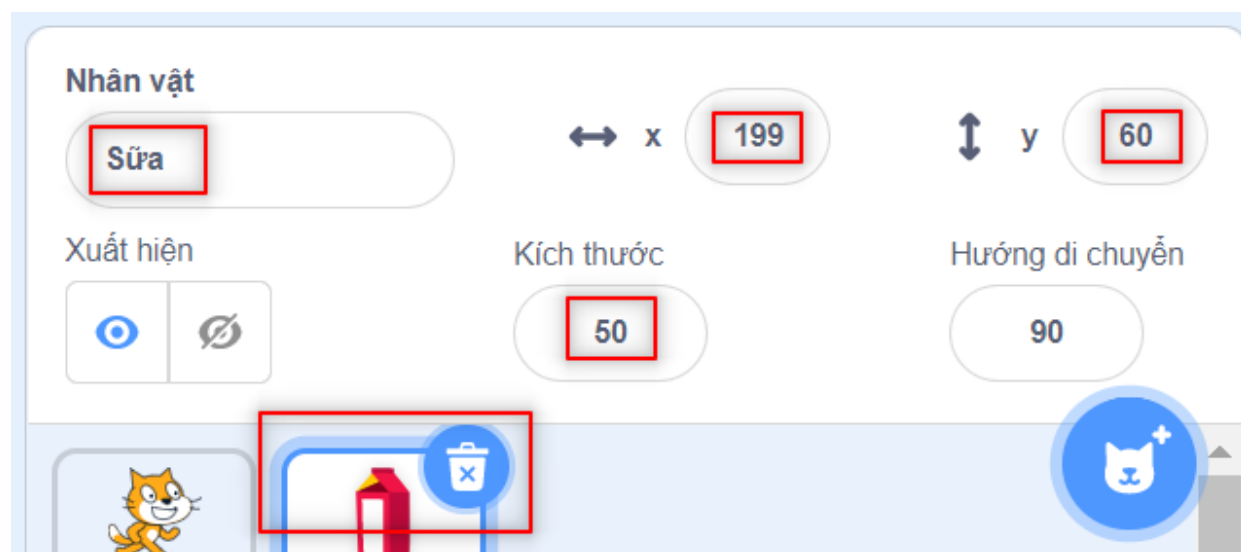 Nhân vật
Sữa
x 199
y 60
Xuất hiện
Kích thước
Hướng di chuyển
50
90